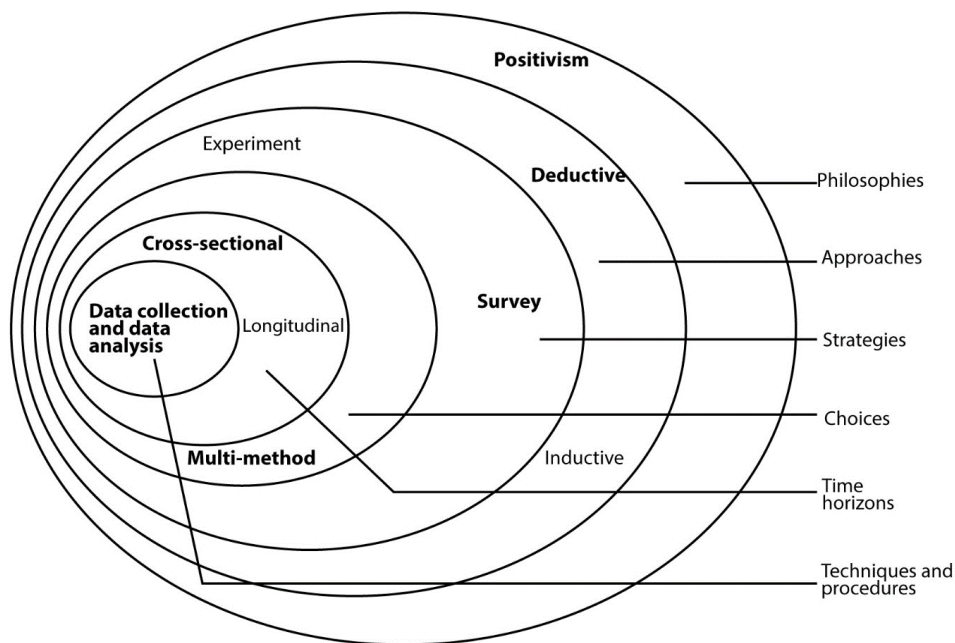 Positivism
Experiment
Deductive
Philosophies
Cross-sectional
Approaches
Data collection
and data
analysis
Longitudinal
Survey
Strategies
Choices
Multi-method
Inductive
Time
horizons
Techniques and
procedures